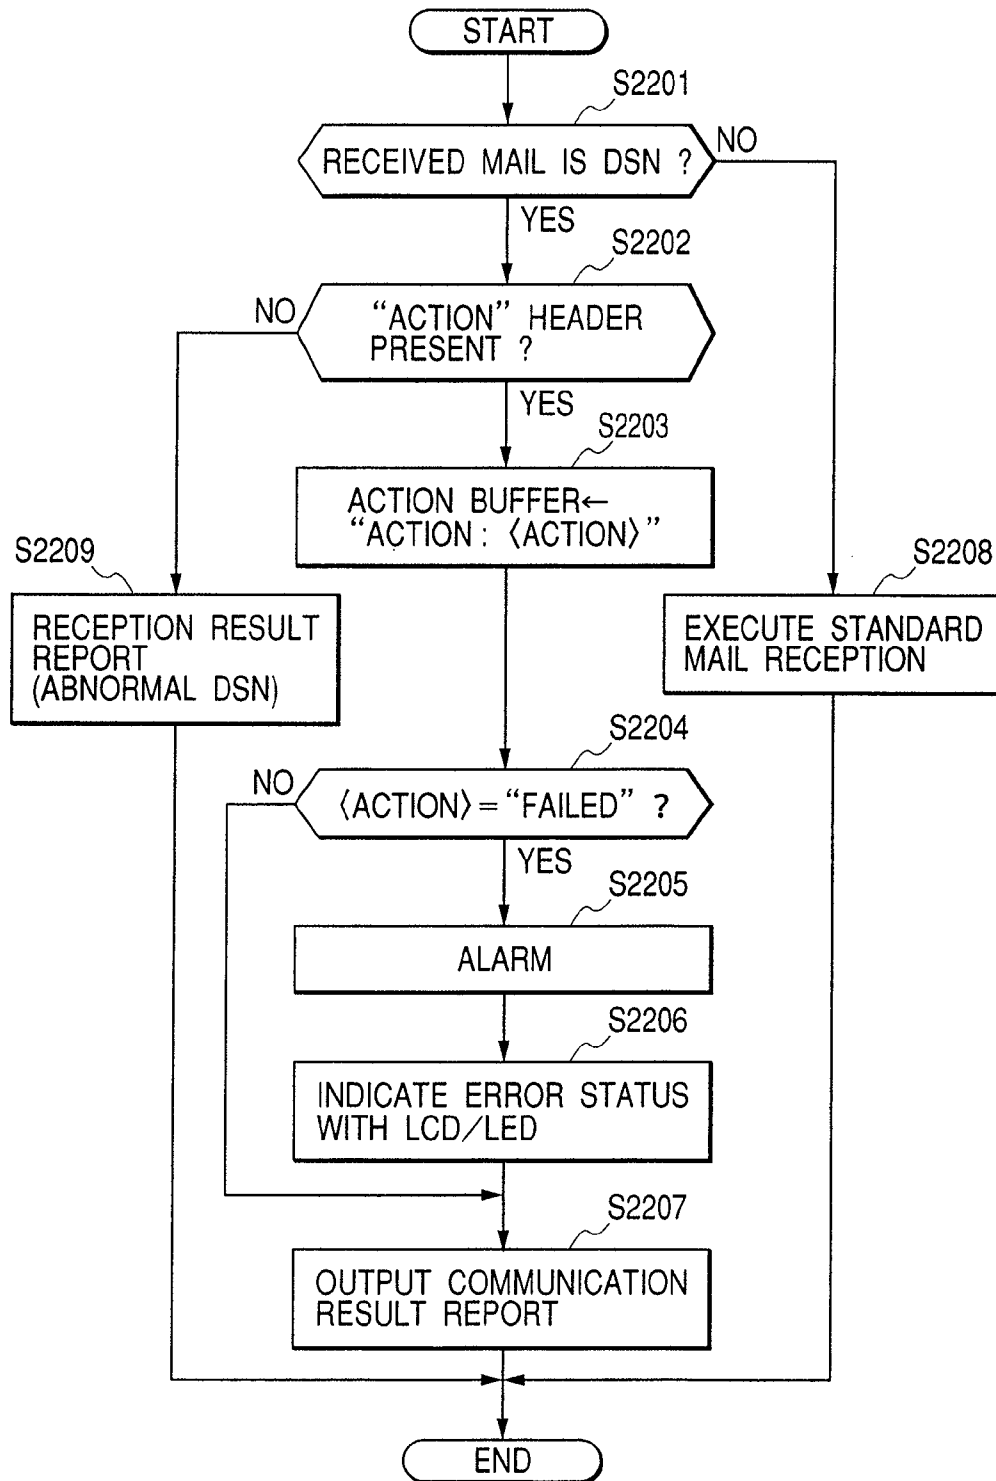 START
S2201
RECEIVED MAIL IS DSN ?
NO
YES
S2202
NO
“ACTION” HEADER
PRESENT ?
YES
S2203
ACTION BUFFER←
“ACTION : 〈ACTION〉”
S2209
RECEPTION RESULT
REPORT
(ABNORMAL DSN)
S2208
EXECUTE STANDARD
MAIL RECEPTION
S2204
NO
〈ACTION〉=“FAILED” ?
YES
S2205
ALARM
S2206
INDICATE ERROR STATUS
WITH LCD/LED
S2207
OUTPUT COMMUNICATION
RESULT REPORT
END